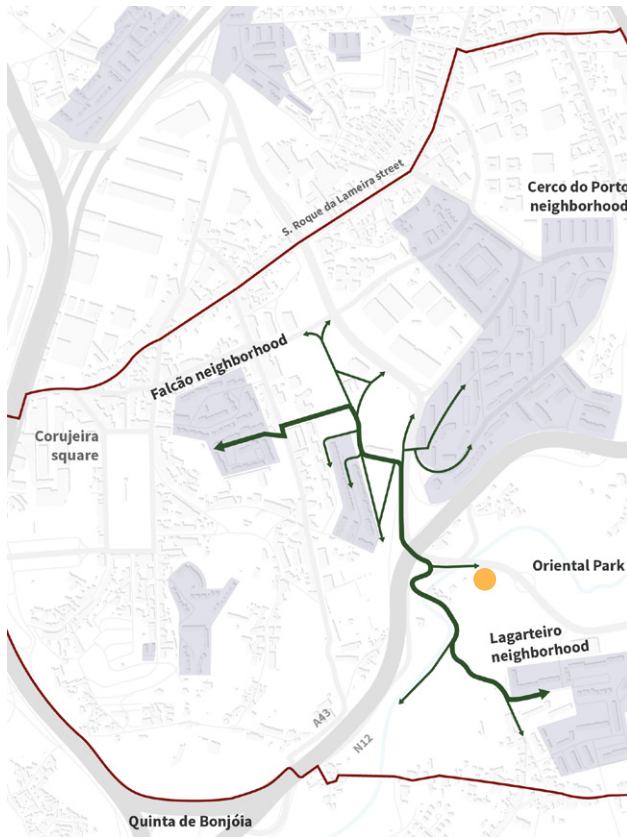 Cerco do Porto
neighborhood
S. Roque da Lameira street
Falcão neighborhood
Corujeira
square
Oriental Park
Lagarteiro
neighborhood
A43
N12
Quinta de Bonjóia